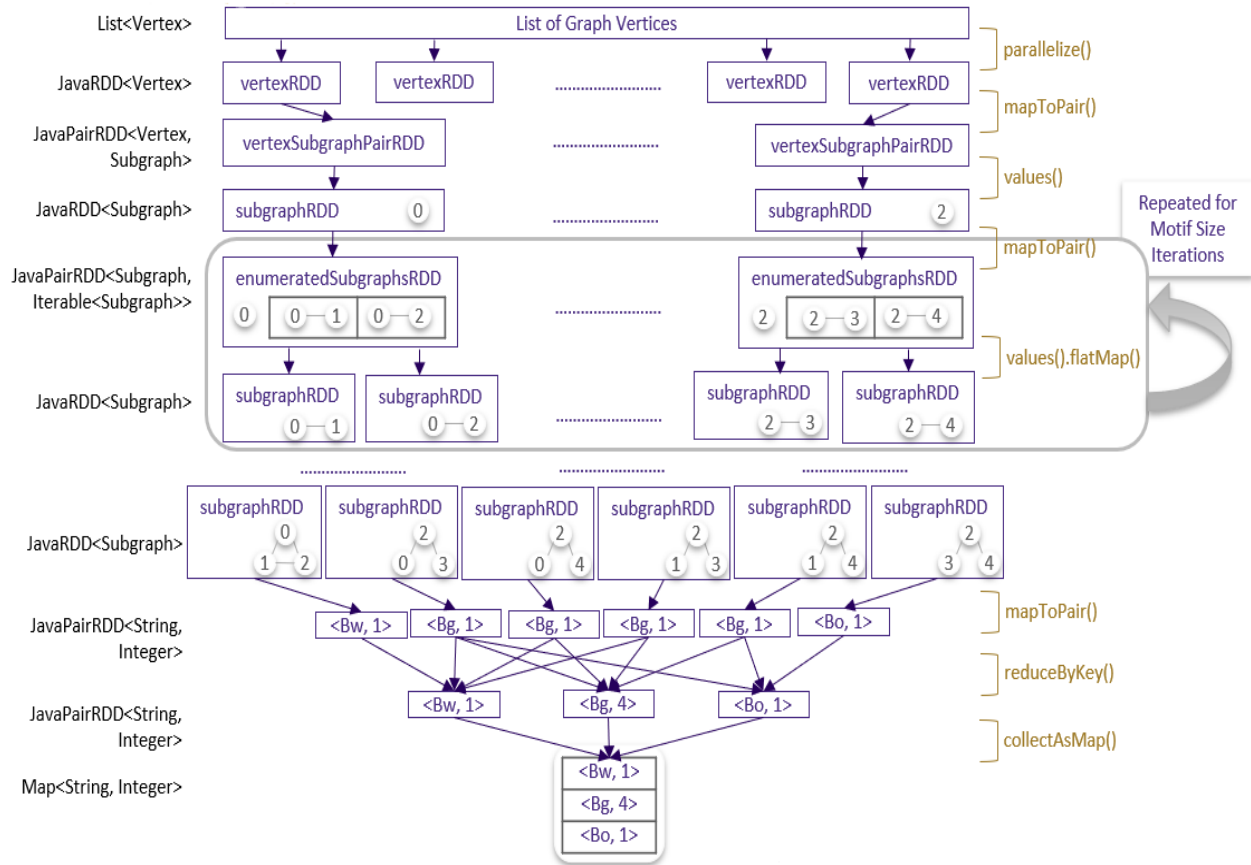 List<Vertex>
List of Graph Vertices
parallelize()
JavaRDD<Vertex>
vertexRDD
vertexRDD
........................
vertexRDD
vertexRDD
mapToPair()
JavaPairRDD<Vertex,
Subgraph>
vertexSubgraphPairRDD
........................
vertexSubgraphPairRDD
values()
JavaRDD<Subgraph>
subgraphRDD
0
........................
subgraphRDD
2
Repeated for
Motif Size
Iterations
mapToPair()
JavaPairRDD<Subgraph,
Iterable<Subgraph>>
enumeratedSubgraphsRDD
0 0 1 0 2
........................
enumeratedSubgraphsRDD
2 2 3 2 4
values().flatMap()
JavaRDD<Subgraph>
subgraphRDD
0 1
subgraphRDD
0 2
........................
subgraphRDD
2 3
subgraphRDD
2 4
........................ ........................ ........................
JavaRDD<Subgraph>
subgraphRDD
0
1 2
subgraphRDD
2
0 3
subgraphRDD
2
0 4
subgraphRDD
2
1 3
subgraphRDD
2
1 4
subgraphRDD
2
3 4
mapToPair()
JavaPairRDD<String,
Integer>
<Bw, 1>
<Bg, 1>
<Bg, 1>
<Bg, 1>
<Bg, 1>
<Bo, 1>
reduceByKey()
JavaPairRDD<String,
Integer>
<Bw, 1>
<Bg, 4>
<Bo, 1>
collectAsMap()
Map<String, Integer>
<Bw, 1>
<Bg, 4>
<Bo, 1>